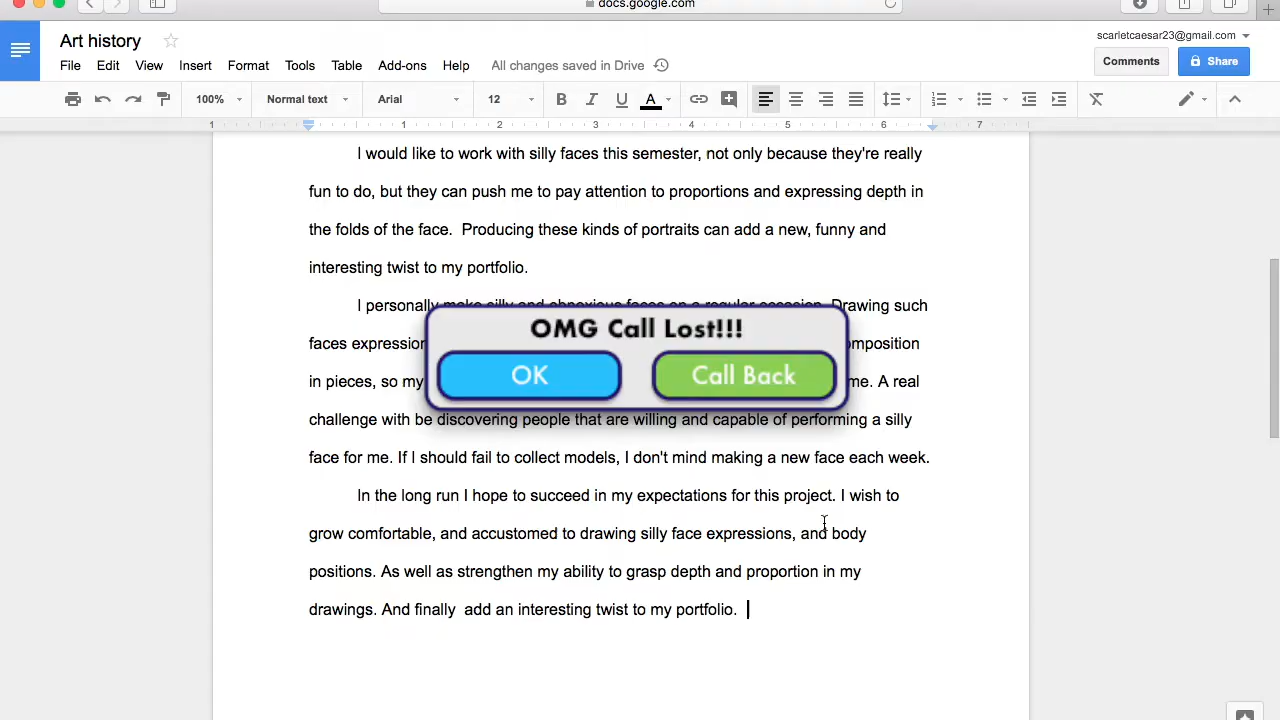 docs.google.com
Art history
scarletcaesar23@gmail.com
File Edit View Insert Format Tools Table Add-ons Help All changes saved in Drive
Comments
Share
100% Normal text Arial 12 B I U A
1 1 2 3 4 5 6 7
I would like to work with silly faces this semester, not only because they're really
fun to do, but they can push me to pay attention to proportions and expressing depth in
the folds of the face.  Producing these kinds of portraits can add a new, funny and
interesting twist to my portfolio.
I personally make silly and obnoxious faces on a regular occasion. Drawing such
faces expression omposition
in pieces, so my me. A real
OMG Call Lost!!!
OK
Call Back
challenge with be discovering people that are willing and capable of performing a silly
face for me. If I should fail to collect models, I don't mind making a new face each week.
In the long run I hope to succeed in my expectations for this project. I wish to
grow comfortable, and accustomed to drawing silly face expressions, and body
positions. As well as strengthen my ability to grasp depth and proportion in my
drawings. And finally  add an interesting twist to my portfolio.